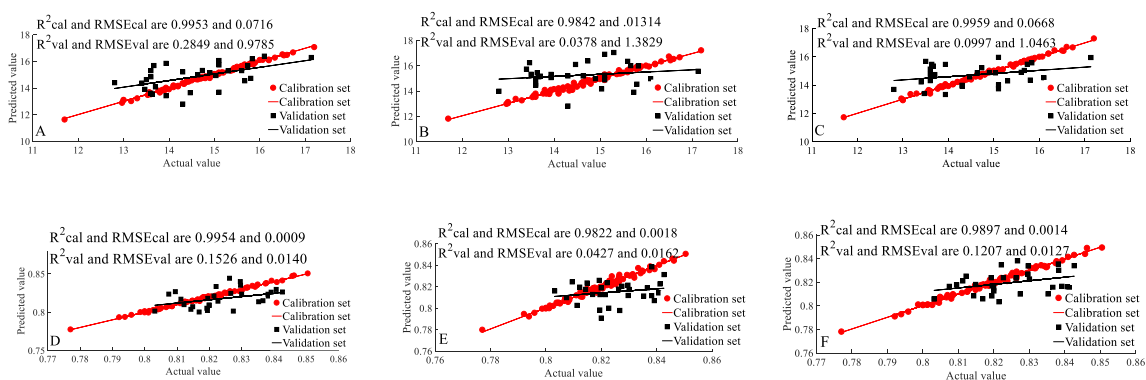 R²cal and RMSEcal are 0.9953 and 0.0716
R²val and RMSEval are 0.2849 and 0.9785
Predicted value
18
16
14
12
10
A
Calibration set
Calibration set
Validation set
Validation set
11 12 13 14 15 16 17 18
Actual value
R²cal and RMSEcal are 0.9842 and .01314
R²val and RMSEval are 0.0378 and 1.3829
Predicted value
18
16
14
12
10
B
Calibration set
Calibration set
Validation set
Validation set
11 12 13 14 15 16 17 18
Actual value
R²cal and RMSEcal are 0.9959 and 0.0668
R²val and RMSEval are 0.0997 and 1.0463
Predicted value
18
16
14
12
10
C
Calibration set
Calibration set
Validation set
Validation set
11 12 13 14 15 16 17 18
Actual value
R²cal and RMSEcal are 0.9954 and 0.0009
R²val and RMSEval are 0.1526 and 0.0140
Predicted value
0.85
0.8
0.75
D
Calibration set
Calibration set
Validation set
Validation set
0.77 0.78 0.79 0.8 0.81 0.82 0.83 0.84 0.85 0.86
Actual value
R²cal and RMSEcal are 0.9822 and 0.0018
R²val and RMSEval are 0.0427 and 0.0162
Predicted value
0.86
0.84
0.82
0.8
0.78
0.76
E
Calibration set
Calibration set
Validation set
Validation set
0.76 0.78 0.8 0.82 0.84 0.86
Actual value
R²cal and RMSEcal are 0.9897 and 0.0014
R²val and RMSEval are 0.1207 and 0.0127
Predicted value
0.86
0.84
0.82
0.8
0.78
0.76
F
Calibration set
Calibration set
Validation set
Validation set
0.77 0.78 0.79 0.8 0.81 0.82 0.83 0.84 0.85 0.86
Actual value